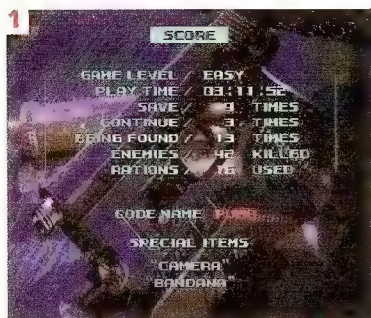 1
SCORE
GAME LEVEL / EASY
PLAY TIME / 03:11:52
SAVE / 9 TIMES
CONTINUE / 3 TIMES
BEING FOUND / 13 TIMES
ENEMIES / 42 KILLED
RATIONS / 16 USED
CODE NAME
SPECIAL ITEMS
"CAMERA"
"BANDANA"